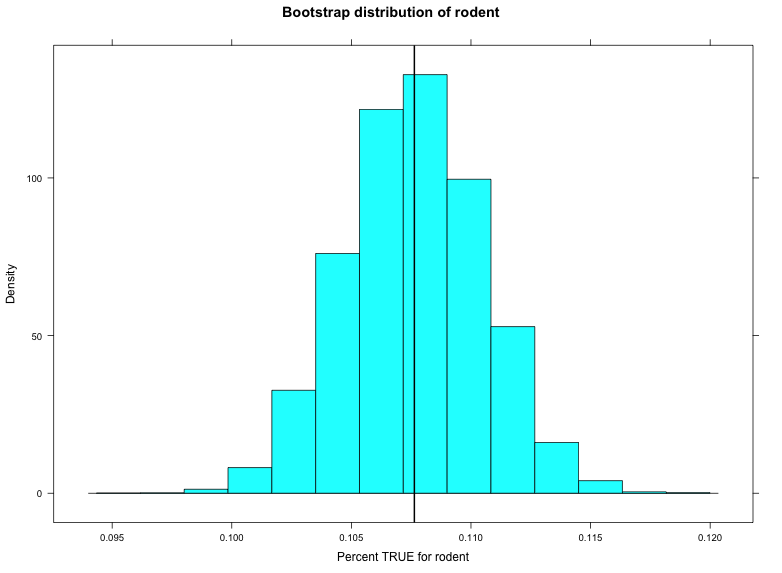 Bootstrap distribution of rodent
100
50
0
Density
0.095 0.100 0.105 0.110 0.115 0.120
Percent TRUE for rodent